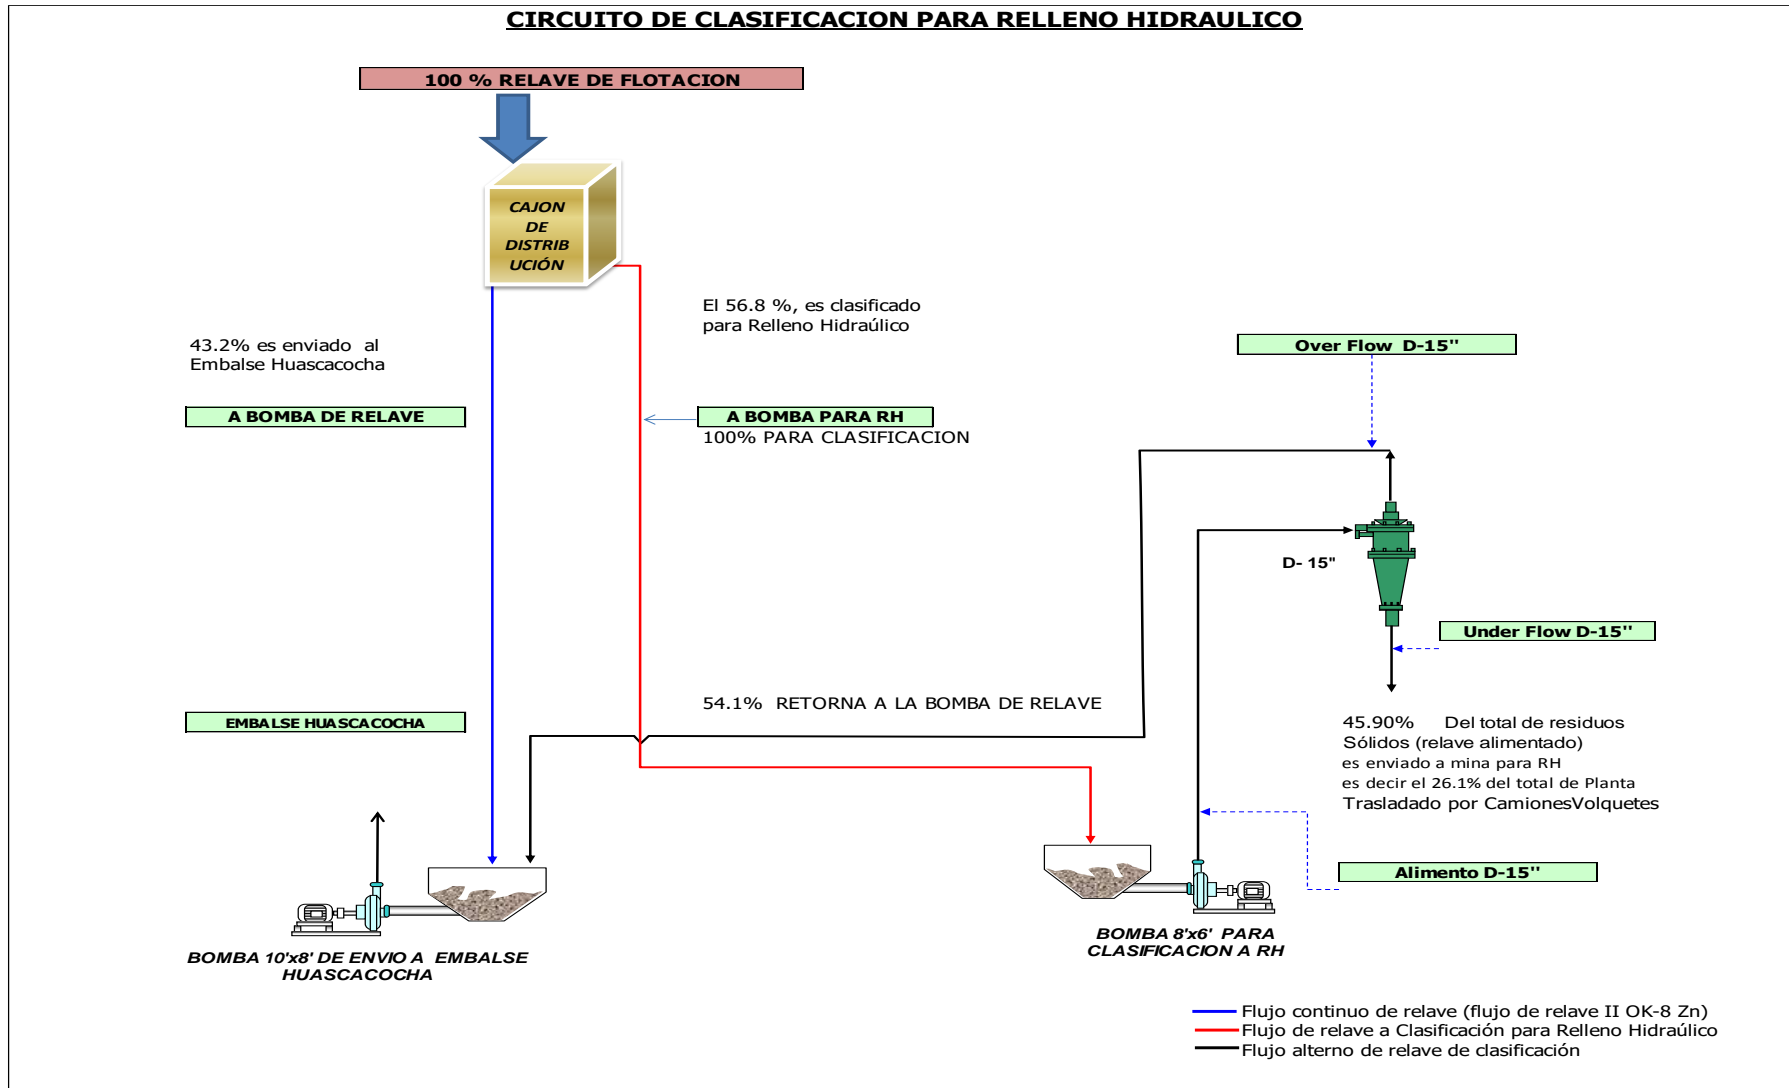 CIRCUITO DE CLASIFICACION PARA RELLENO HIDRAULICO
100 % RELAVE DE FLOTACION
CAJON
DE
DISTRIB
UCIÓN
El 56.8 %, es clasificado
para Relleno Hidraúlico
43.2% es enviado al
Embalse Huascacocha
Over Flow D-15"
A BOMBA DE RELAVE
A BOMBA PARA RH
100% PARA CLASIFICACION
D- 15"
Under Flow D-15''
54.1% RETORNA A LA BOMBA DE RELAVE
EMBALSE HUASCACOCHA
45.90% Del total de residuos
Sólidos (relave alimentado)
es enviado a mina para RH
es decir el 26.1% del total de Planta
Trasladado por CamionesVolquetes
Alimento D-15''
BOMBA 10'x8' DE ENVIO A EMBALSE
HUASCACOCHA
BOMBA 8'x6' PARA
CLASIFICACION A RH
Flujo continuo de relave (flujo de relave II OK-8 Zn)
Flujo de relave a Clasificación para Relleno Hidraúlico
Flujo alterno de relave de clasificación